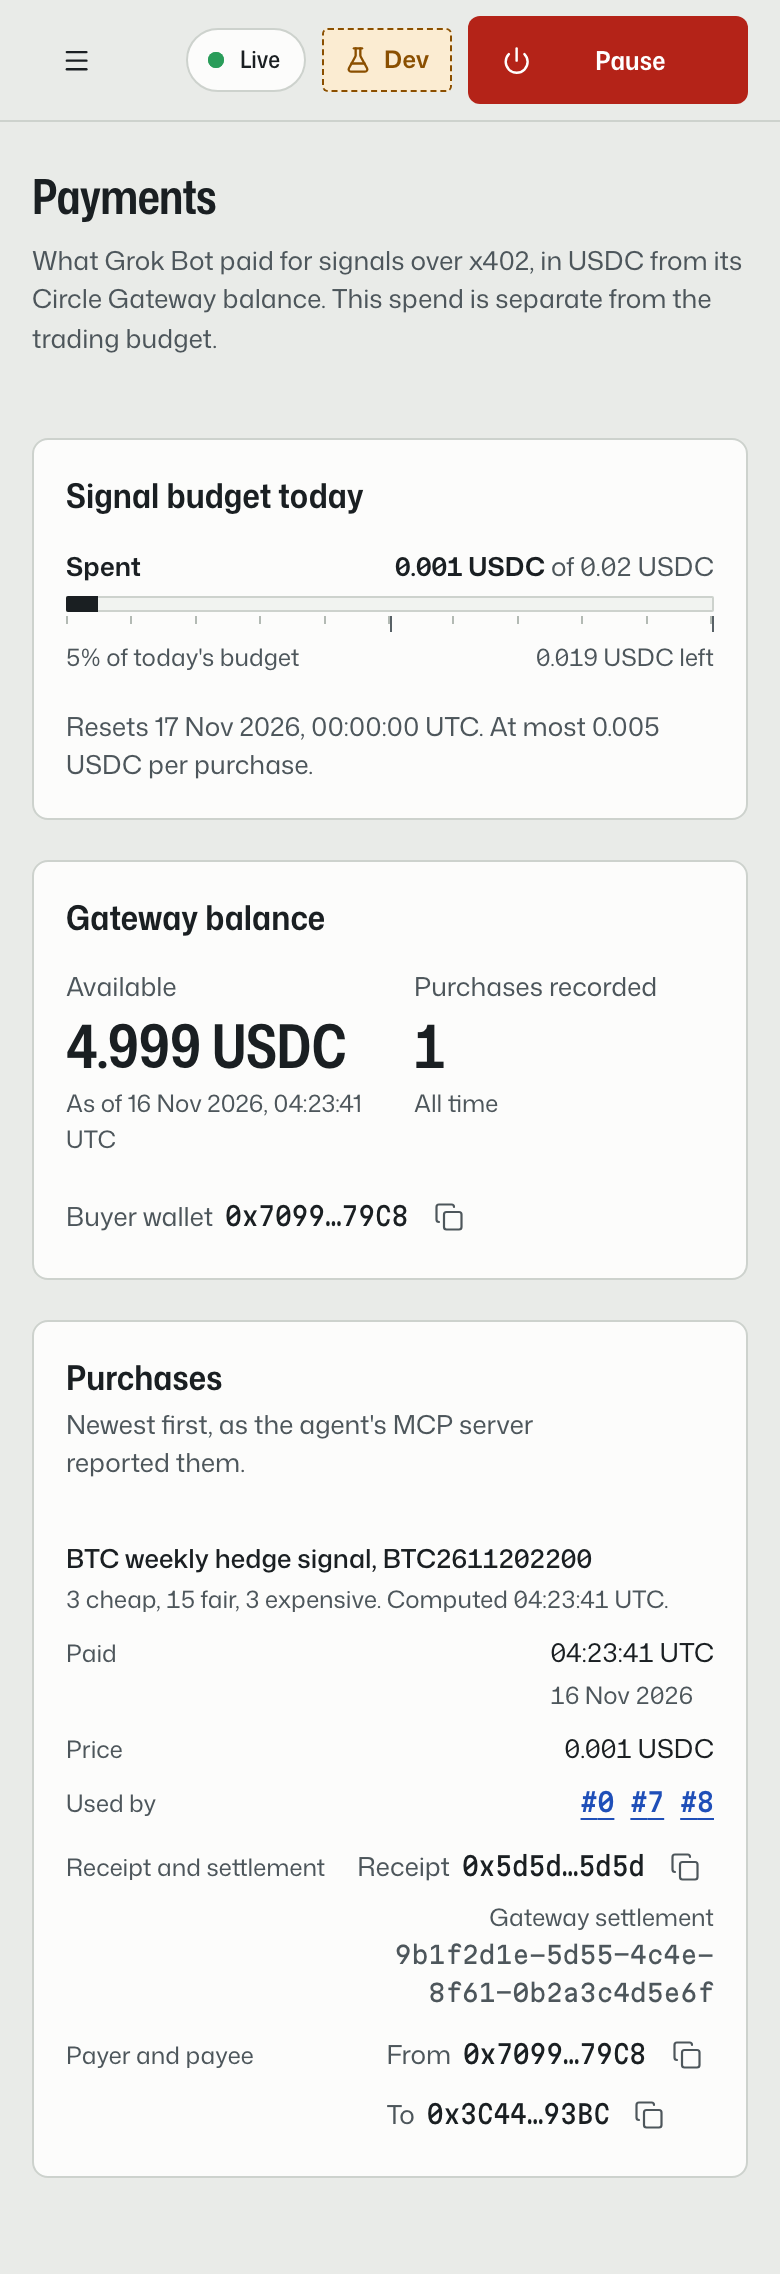 Live
Dev
Pause
Payments
What Grok Bot paid for signals over x402, in USDC from its
Circle Gateway balance. This spend is separate from the
trading budget.
Signal budget today
Spent 0.001 USDC of 0.02 USDC
5% of today's budget 0.019 USDC left
Resets 17 Nov 2026, 00:00:00 UTC. At most 0.005
USDC per purchase.
Gateway balance
Available Purchases recorded
4.999 USDC 1
As of 16 Nov 2026, 04:23:41 All time
UTC
Buyer wallet 0x7099…79C8
Purchases
Newest first, as the agent's MCP server
reported them.
BTC weekly hedge signal, BTC2611202200
3 cheap, 15 fair, 3 expensive. Computed 04:23:41 UTC.
Paid 04:23:41 UTC
16 Nov 2026
Price 0.001 USDC
Used by #0 #7 #8
Receipt and settlement Receipt 0x5d5d…5d5d
Gateway settlement
9b1f2d1e-5d55-4c4e-
8f61-0b2a3c4d5e6f
Payer and payee From 0x7099…79C8
To 0x3C44…93BC